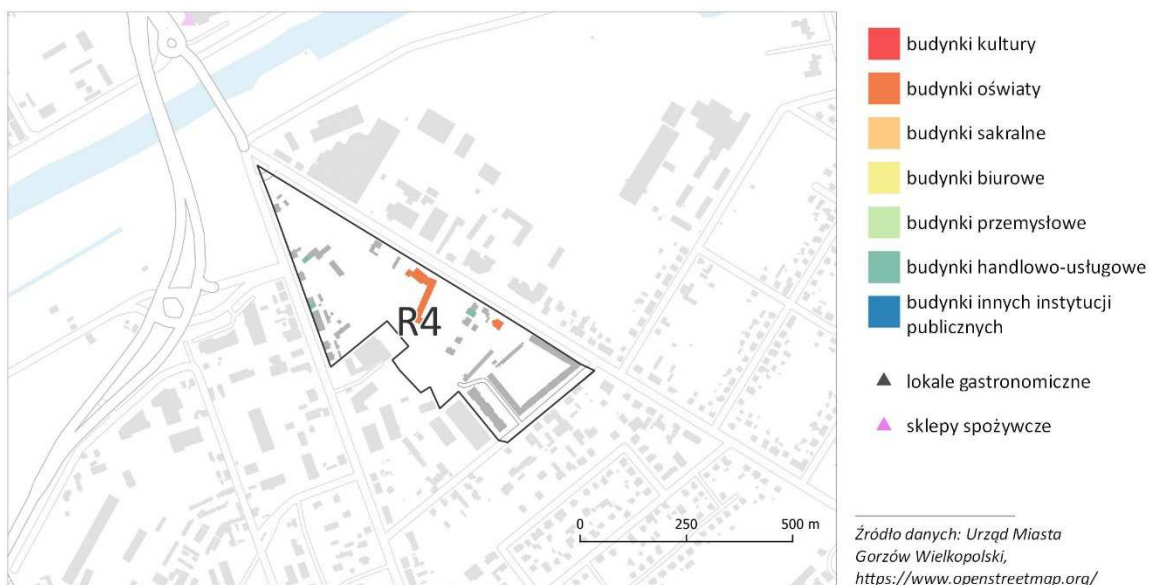 R4
0 250 500 m
budynki kultury
budynki oświaty
budynki sakralne
budynki biurowe
budynki przemysłowe
budynki handlowo-usługowe
budynki innych instytucji
publicznych
lokale gastronomiczne
sklepy spożywcze
Źródło danych: Urząd Miasta
Gorzów Wielkopolski,
https://www.openstreetmap.org/